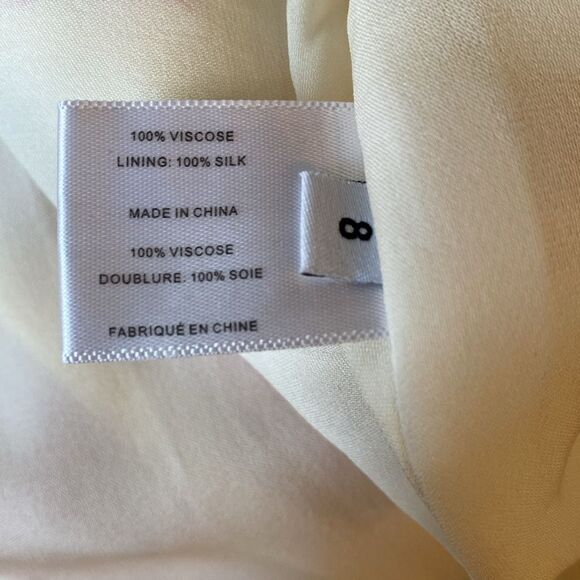 100% VISCOSE
LINING: 100% SILK
MADE IN CHINA
100% VISCOSE
DOUBLURE. 100% SOIE
FABRIQUÉ EN CHINE
8